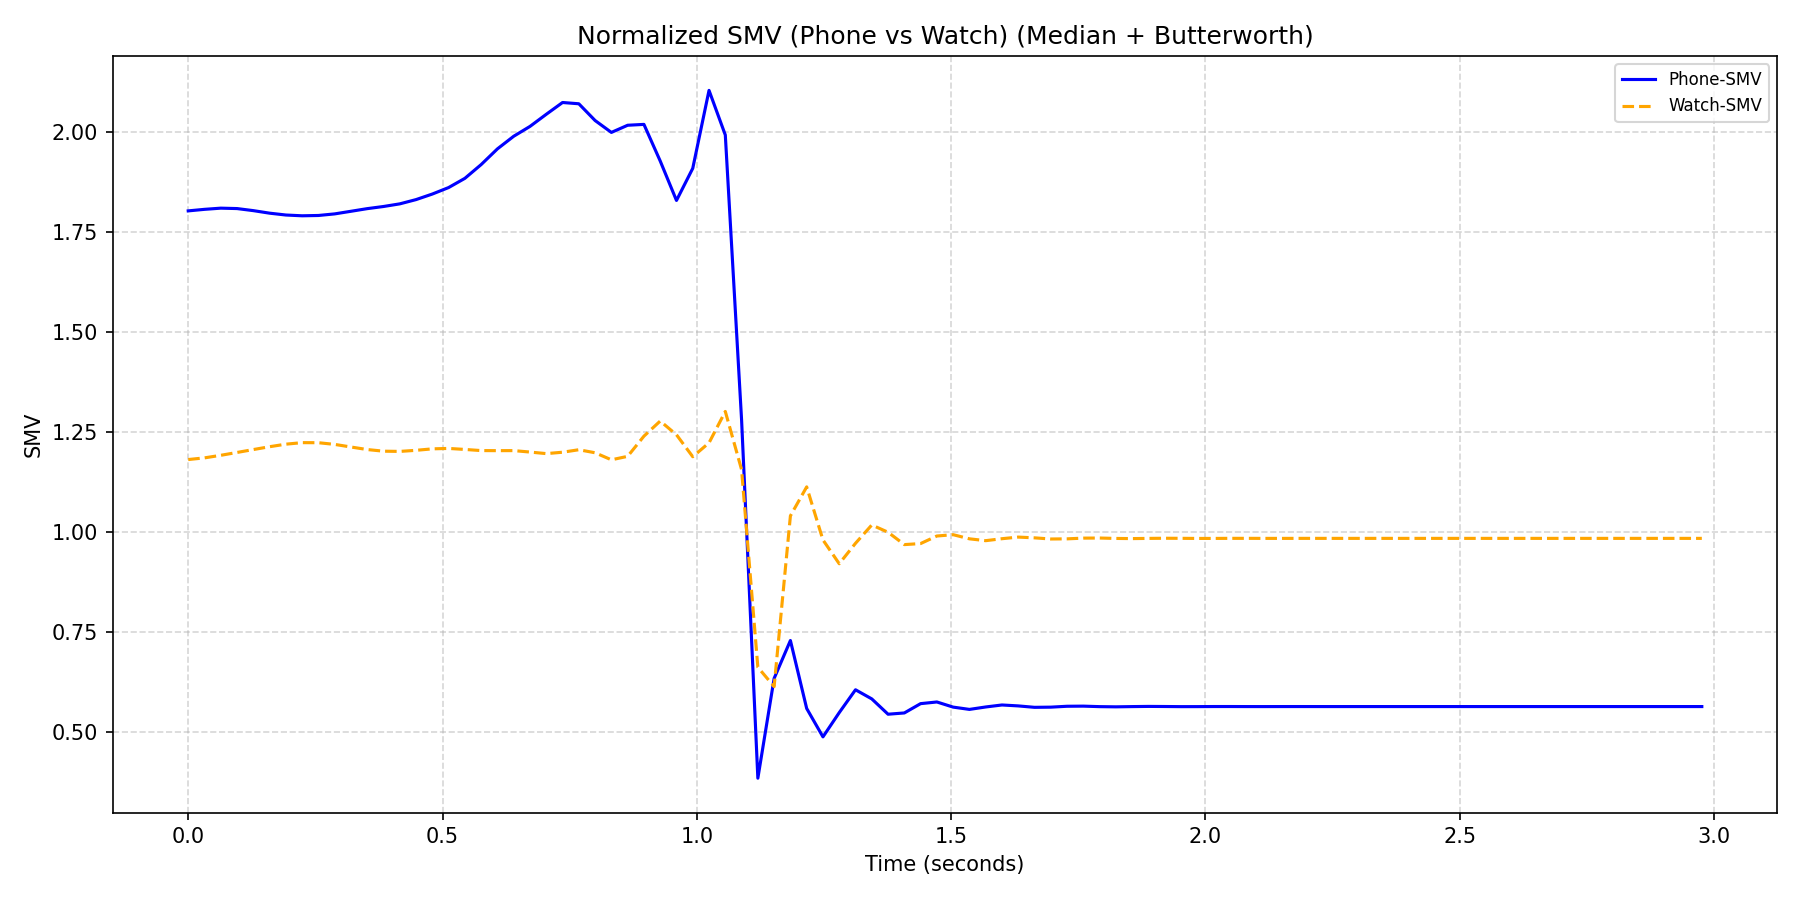 Normalized SMV (Phone vs Watch) (Median + Butterworth)
Phone-SMV
Watch-SMV
SMV
2.00
1.75
1.50
1.25
1.00
0.75
0.50
0.0 0.5 1.0 1.5 2.0 2.5 3.0
Time (seconds)